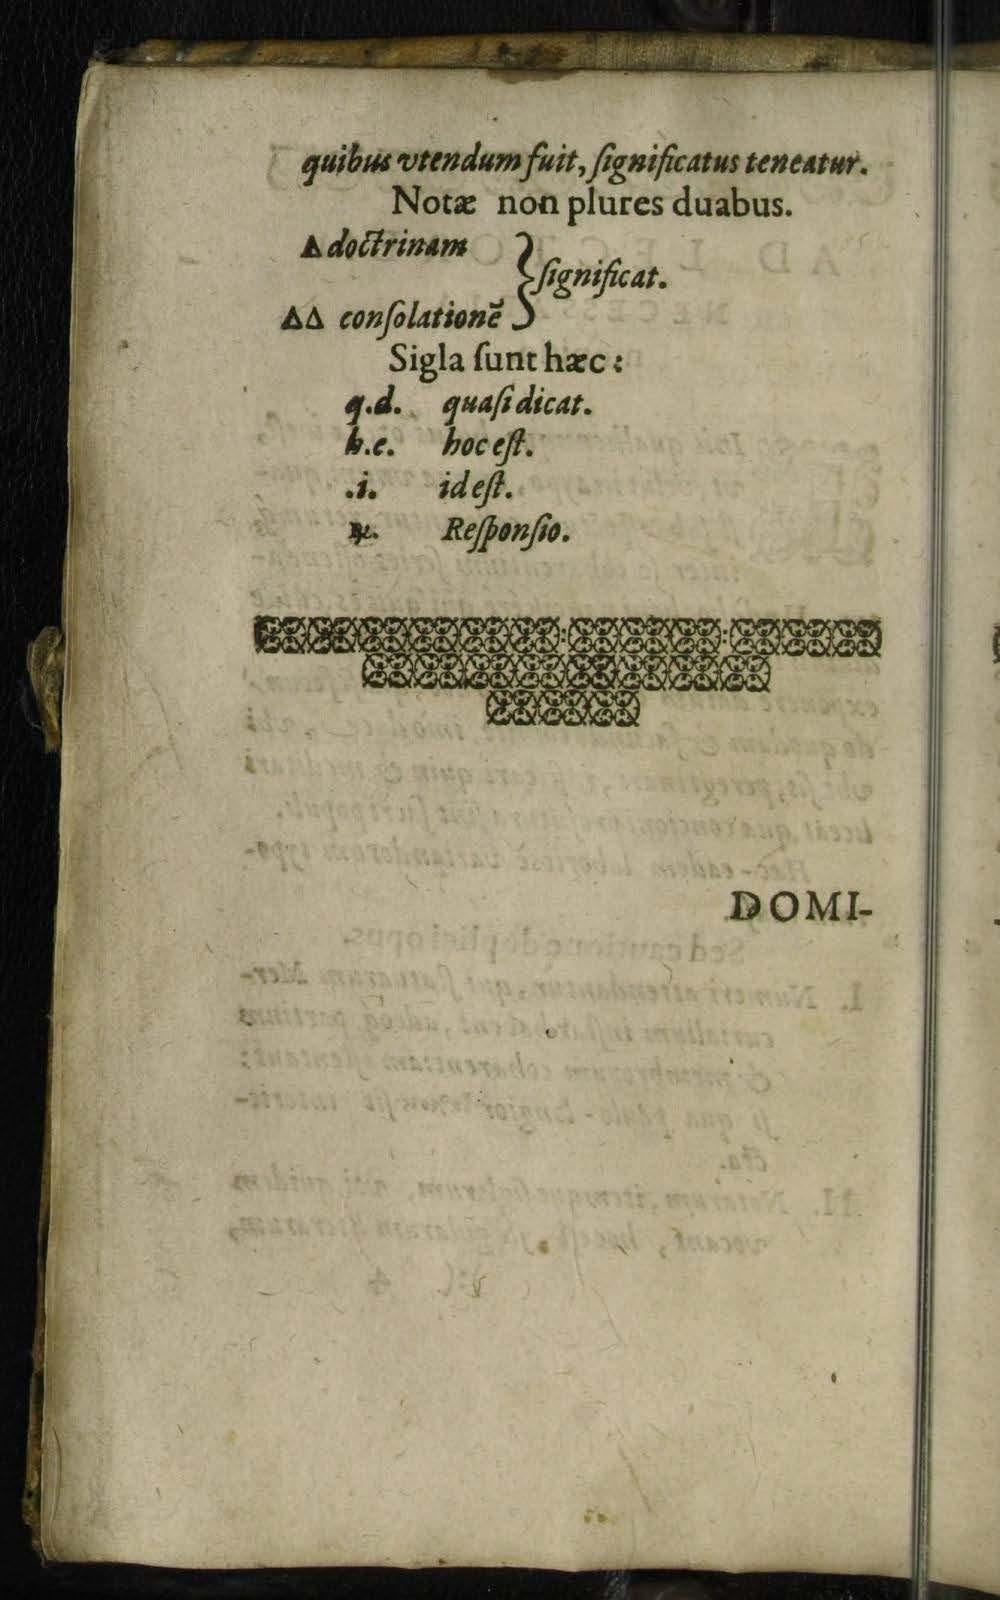 quibus vtendum fuit, ſignificatus teneatur.
Notæ non plures duabus.
Δ doctrinam
ſignificat.
ΔΔ conſolationē
Sigla ſunt hæc:
q.d. quaſi dicat.
h.e. hoc eſt.
.i. id eſt.
℞. Reſponſio.
DOMI-